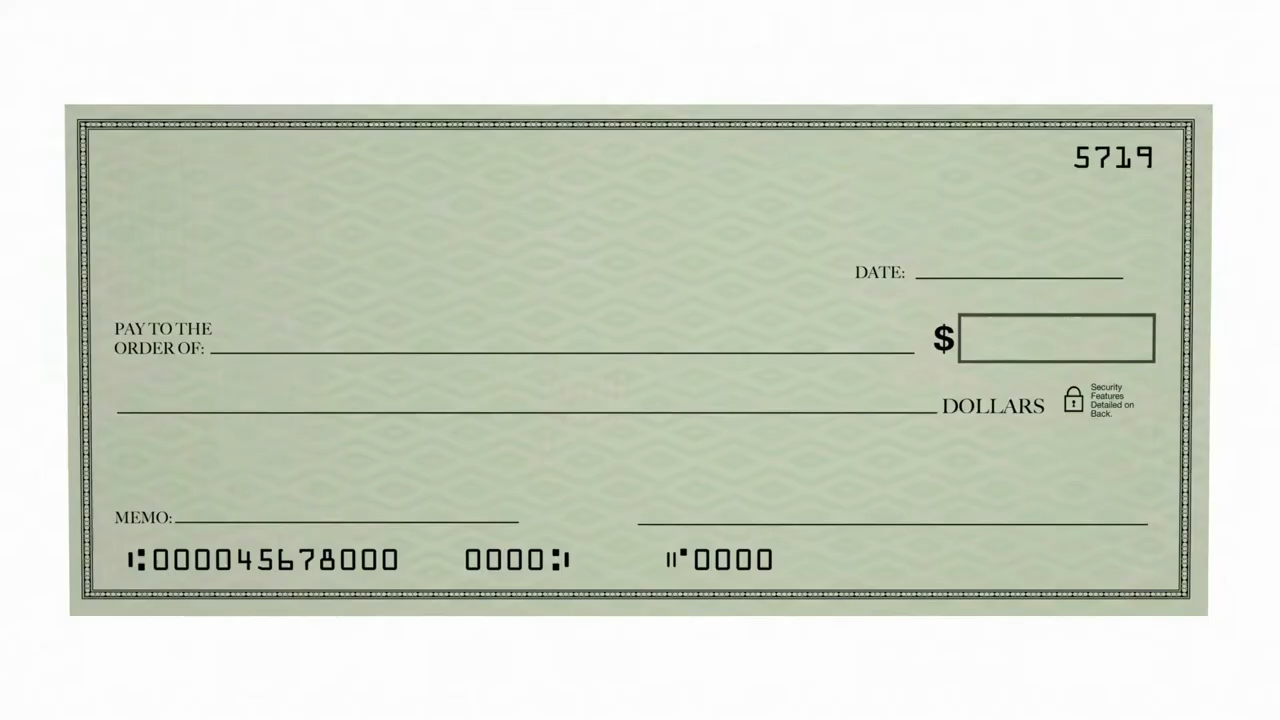 5719
DATE:
PAY TO THE
ORDER OF:
$
DOLLARS
Security
Features
Detailed on
Back.
MEMO:
⑆000045678000 0000⑆ ⑈0000